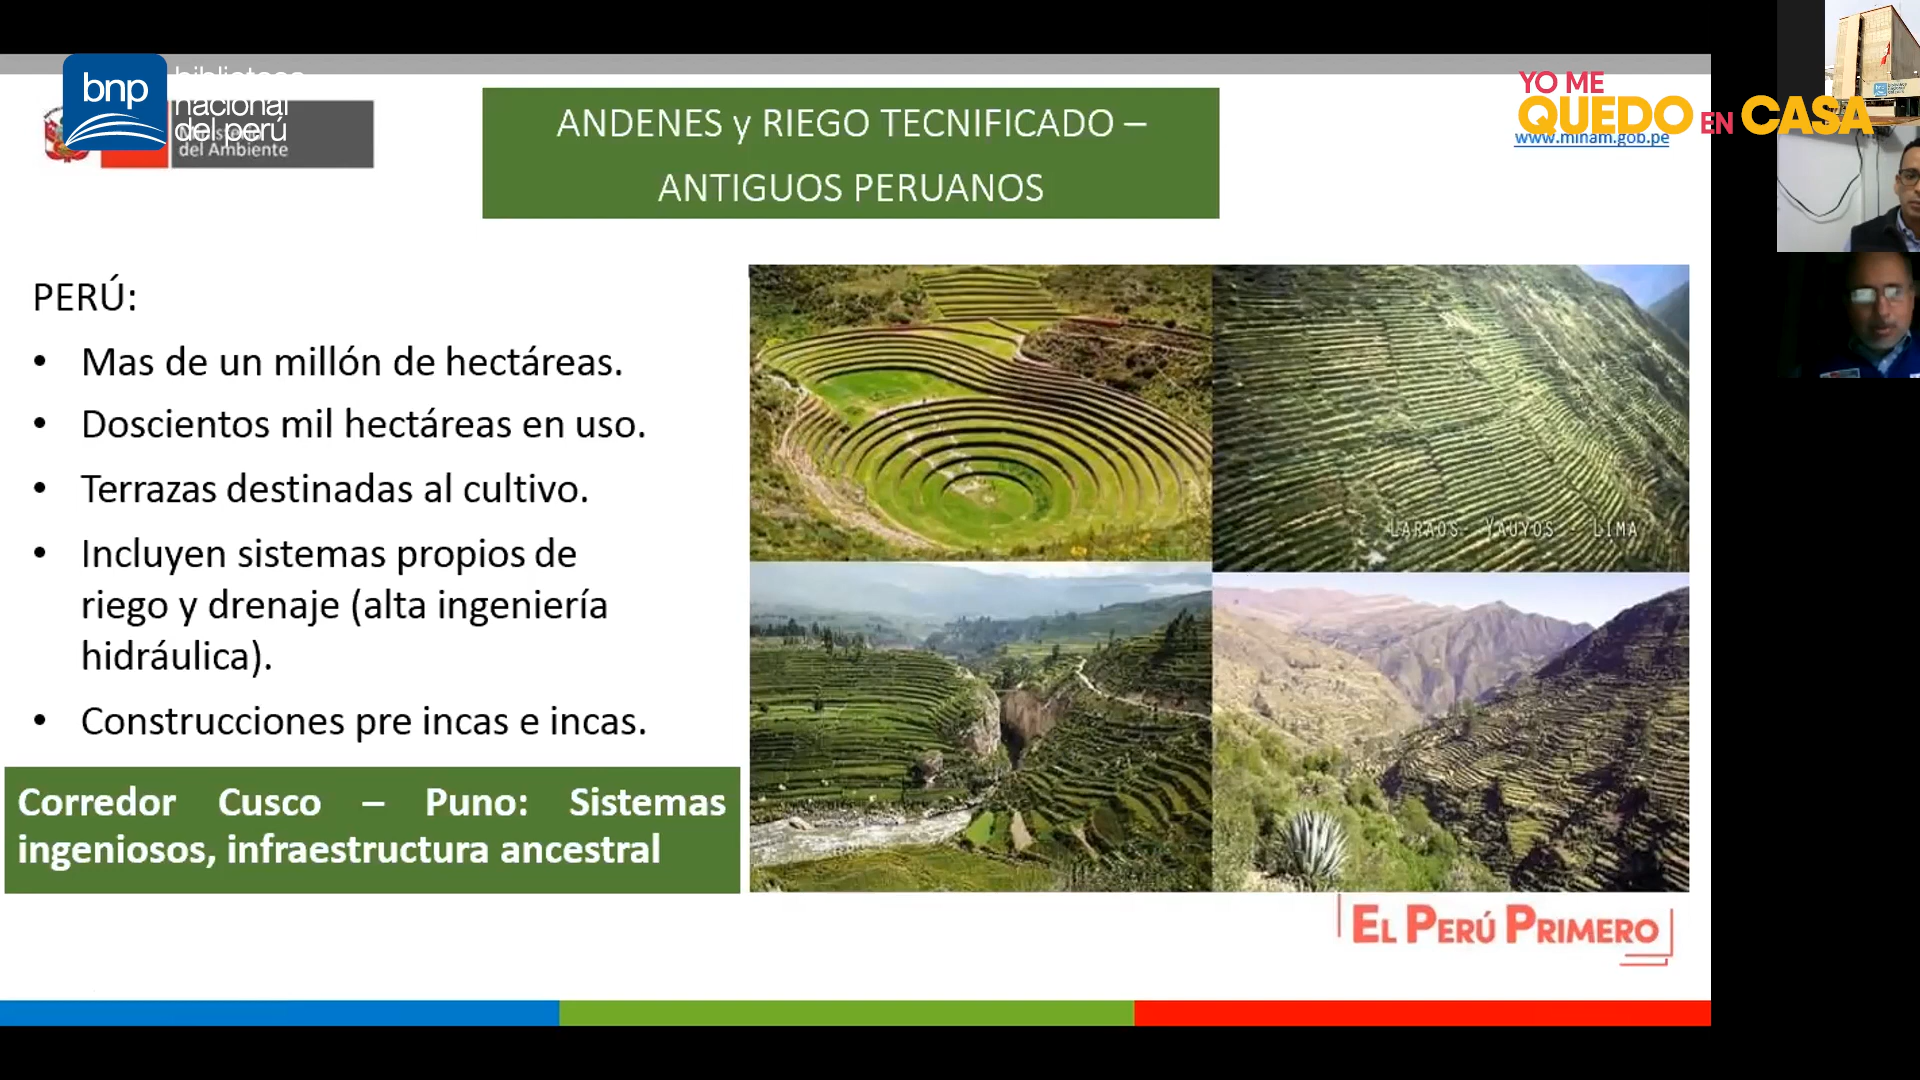 bnp
biblioteca
nacional
del perú
del Ambiente
ANDENES y RIEGO TECNIFICADO –
ANTIGUOS PERUANOS
YO ME
QUEDO EN CASA
www.minam.gob.pe
PERÚ:
• Mas de un millón de hectáreas.
• Doscientos mil hectáreas en uso.
• Terrazas destinadas al cultivo.
• Incluyen sistemas propios de
riego y drenaje (alta ingeniería
hidráulica).
• Construcciones pre incas e incas.
Corredor Cusco – Puno: Sistemas
ingeniosos, infraestructura ancestral
LARAOS YAUYOS - LIMA
EL PERÚ PRIMERO